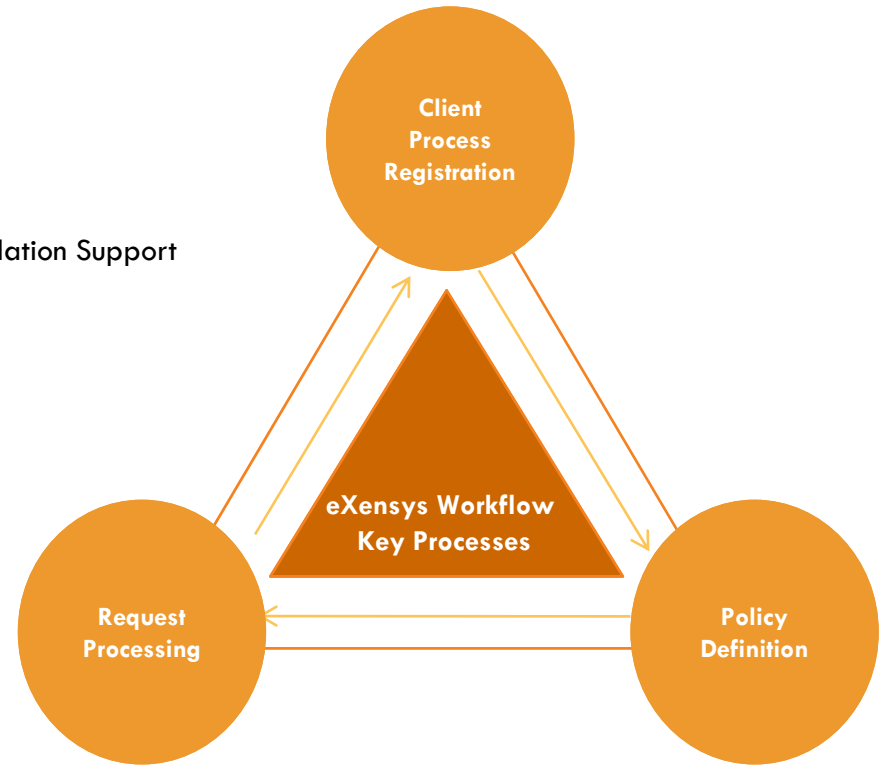 Client
Process
Registration
lation Support
eXensys Workflow
Key Processes
Request
Processing
Policy
Definition